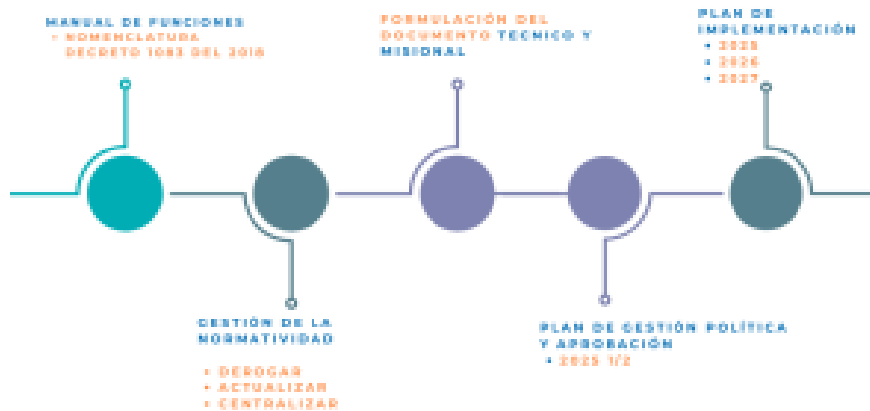 MANUAL DE FUNCIONES
• NOMENCLATURA
DECRETO 1083 DEL 2015
GESTIÓN DE LA
NORMATIVIDAD
• DEROGAR
• ACTUALIZAR
• CENTRALIZAR
FORMULACIÓN DEL
DOCUMENTO TECNICO Y
MISIONAL
PLAN DE GESTIÓN POLÍTICA
Y APROBACIÓN
• 2025 1/2
PLAN DE
IMPLEMENTACIÓN
• 2025
• 2026
• 2027